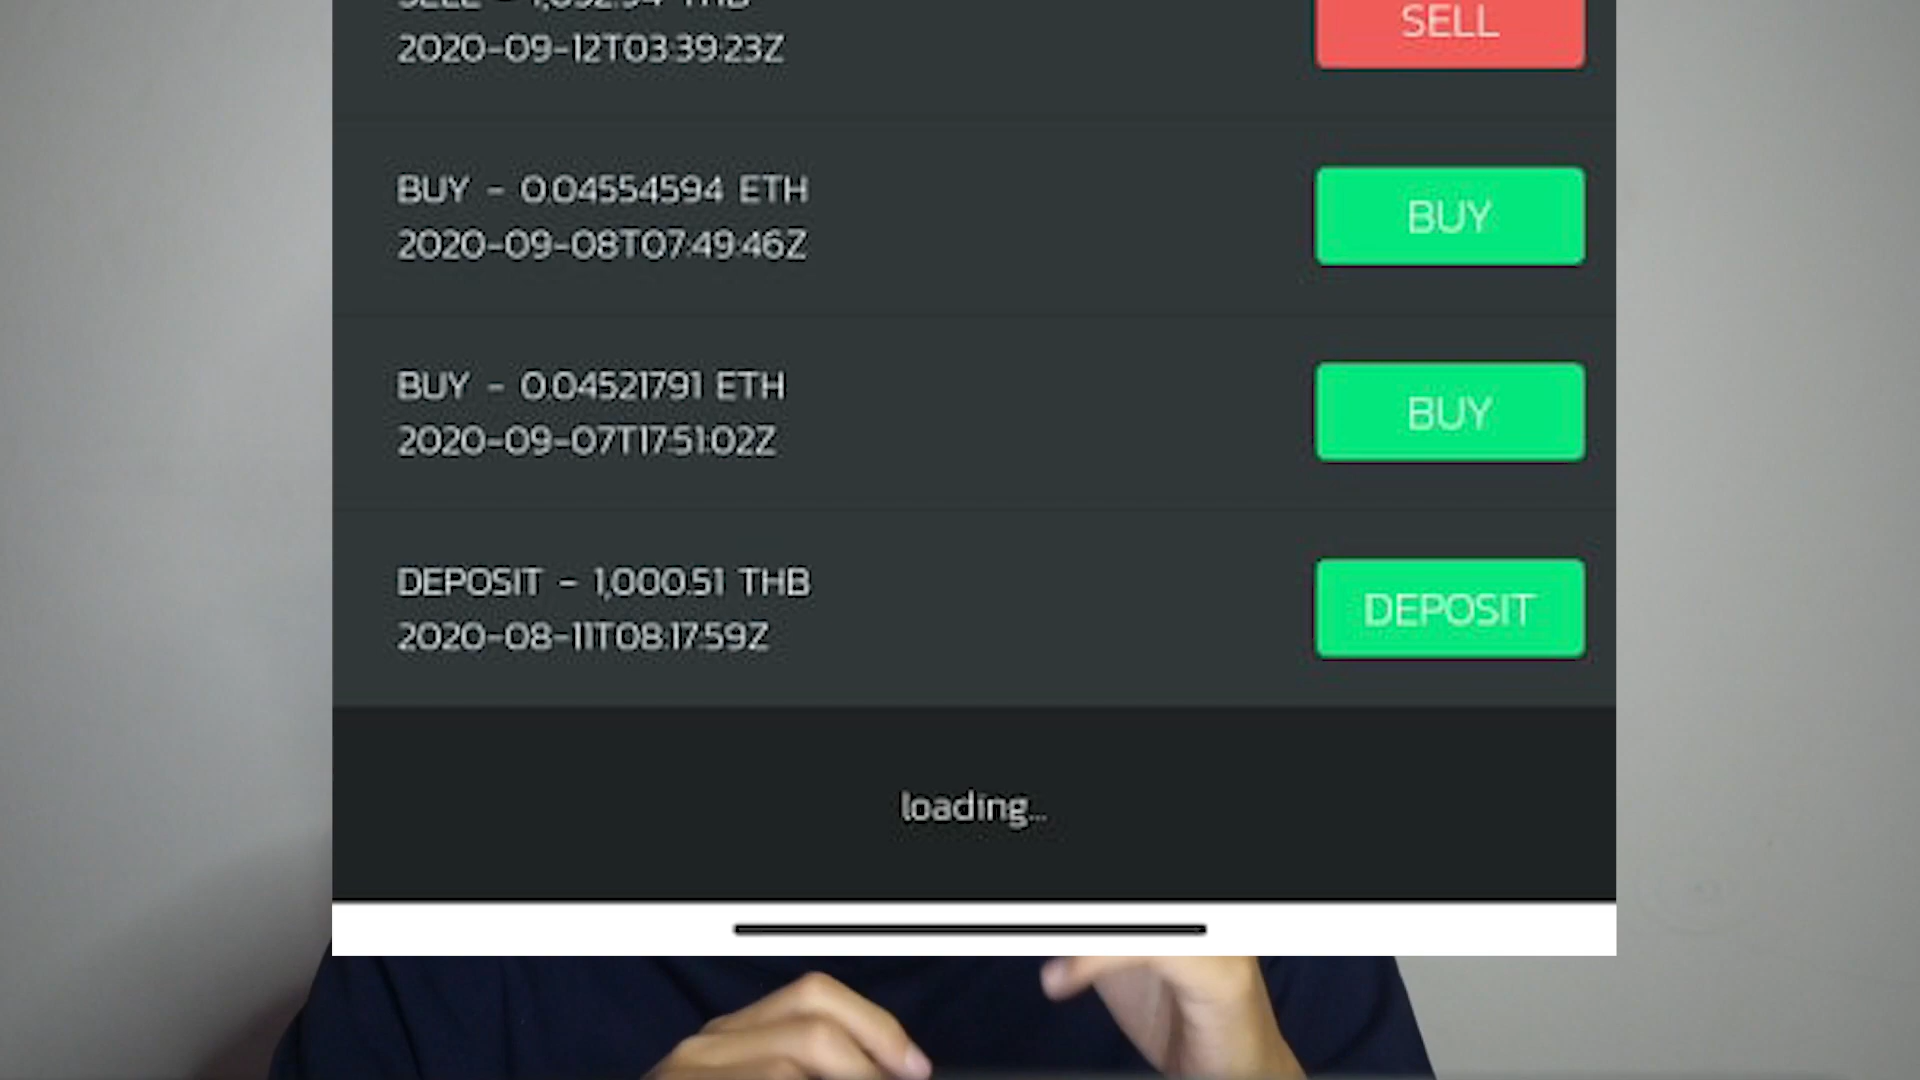 SELL
2020-09-12T03:39:23Z
BUY - 0.04554594 ETH
2020-09-08T07:49:46Z
BUY
BUY - 0.04521791 ETH
2020-09-07T17:51:02Z
BUY
DEPOSIT - 1,000.51 THB
2020-08-11T08:17:59Z
DEPOSIT
loading...